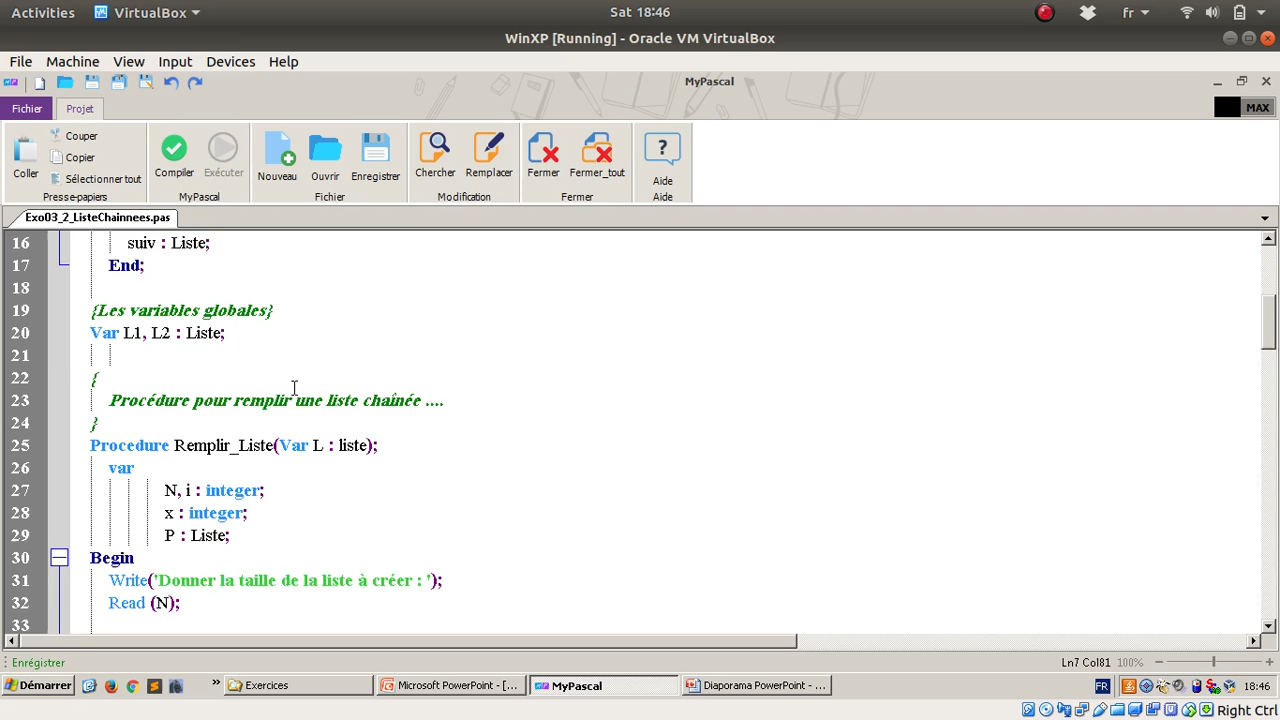 Activities VirtualBox Sat 18:46 fr
WinXP [Running] - Oracle VM VirtualBox
File Machine View Input Devices Help
MyPascal
Fichier Projet MAX
Coller Couper Copier Sélectionner tout
Compiler Exécuter Nouveau Ouvrir Enregistrer Chercher Remplacer Fermer Fermer_tout Aide
Presse-papiers MyPascal Fichier Modification Fermer Aide
Exo03_2_ListeChainnees.pas
16 suiv : Liste;
17 End;
18
19 {Les variables globales}
20 Var L1, L2 : Liste;
21
22 {
23 Procédure pour remplir une liste chaînée ....
24 }
25 Procedure Remplir_Liste(Var L : liste);
26 var
27 N, i : integer;
28 x : integer;
29 P : Liste;
30 Begin
31 Write('Donner la taille de la liste à créer : ');
32 Read (N);
33
Enrégistrer Ln7 Col81 100%
Démarrer » Exercices Microsoft PowerPoint - [... MyPascal Diaporama PowerPoint - ... FR 18:46
Right Ctrl